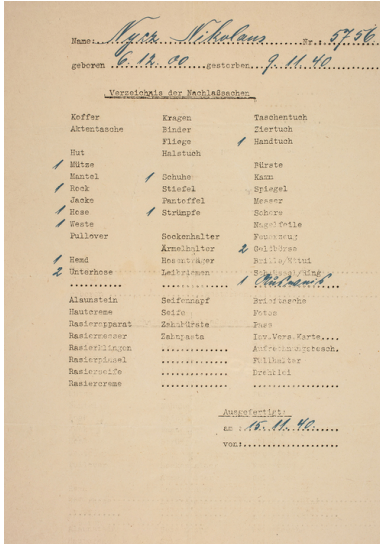 Name: Nycz Nikolaus Nr.: 5756
geboren 6.12.00 gestorben 9.11.40
Verzeichnis der Nachlaßsachen
Koffer Kragen Taschentuch
Aktentasche Binder Ziertuch
Fliege 1 Handtuch
Hut Halstuch
1 Mütze Bürste
Mantel 1 Schuhe Kamm
1 Rock Stiefel Spiegel
Jacke Pantoffel Messer
1 Hose 1 Strümpfe Schere
1 Weste Nagelfeile
Pullover Sockenhalter Feuerzeug
Ärmelhalter 2 Geldbörse
1 Hemd Hosenträger Brille/Etui
2 Unterhose Leibriemen
.......... .......... 1
Alaunstein Seifennapf Brieftasche
Hautcreme Seife Fotos
Rasierapparat Zahnbürste Pass
Rasiermesser Zahnpasta Inv.Vers.Karte....
Rasierklingen .............. Aufrechnungsbesch.
Rasierpinsel .............. Füllhalter
Rasierseife .............. Drehblei
Rasiercreme .............. ..............
Ausgefertigt:
am : 15.11.40.
von:..................